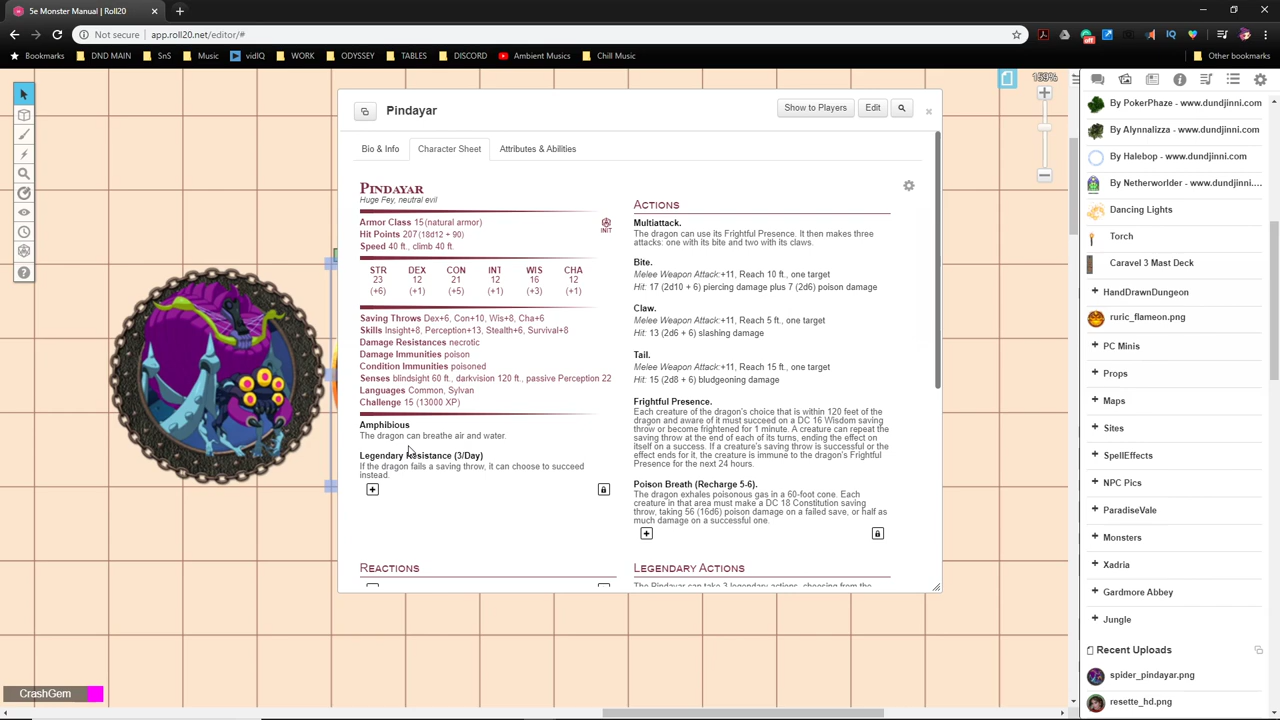 5e Monster Manual | Roll20
Not secure app.roll20.net/editor/#
Bookmarks DND MAIN SnS Music vidIQ WORK ODYSSEY TABLES DISCORD Ambient Musics Chill Music Other bookmarks
159%
Pindayar
Show to Players Edit
Bio & Info Character Sheet Attributes & Abilities
PINDAYAR
Huge Fey, neutral evil
Armor Class 15 (natural armor)
INIT
Hit Points 207 (18d12 + 90)
Speed 40 ft., climb 40 ft.
STR DEX CON INT WIS CHA
23 12 21 12 16 12
(+6) (+1) (+5) (+1) (+3) (+1)
Saving Throws Dex+6, Con+10, Wis+8, Cha+6
Skills Insight+8, Perception+13, Stealth+6, Survival+8
Damage Resistances necrotic
Damage Immunities poison
Condition Immunities poisoned
Senses blindsight 60 ft., darkvision 120 ft., passive Perception 22
Languages Common, Sylvan
Challenge 15 (13000 XP)
Amphibious
The dragon can breathe air and water.
Legendary Resistance (3/Day)
If the dragon fails a saving throw, it can choose to succeed
instead.
REACTIONS
ACTIONS
Multiattack.
The dragon can use its Frightful Presence. It then makes three
attacks: one with its bite and two with its claws.
Bite.
Melee Weapon Attack: +11, Reach 10 ft., one target
Hit: 17 (2d10 + 6) piercing damage plus 7 (2d6) poison damage
Claw.
Melee Weapon Attack: +11, Reach 5 ft., one target
Hit: 13 (2d6 + 6) slashing damage
Tail.
Melee Weapon Attack: +11, Reach 15 ft., one target
Hit: 15 (2d8 + 6) bludgeoning damage
Frightful Presence.
Each creature of the dragon's choice that is within 120 feet of the
dragon and aware of it must succeed on a DC 16 Wisdom saving
throw or become frightened for 1 minute. A creature can repeat the
saving throw at the end of each of its turns, ending the effect on
itself on a success. If a creature's saving throw is successful or the
effect ends for it, the creature is immune to the dragon's Frightful
Presence for the next 24 hours.
Poison Breath (Recharge 5-6).
The dragon exhales poisonous gas in a 60-foot cone. Each
creature in that area must make a DC 18 Constitution saving
throw, taking 56 (16d6) poison damage on a failed save, or half as
much damage on a successful one.
LEGENDARY ACTIONS
The Pindayar can take 3 legendary actions, choosing from the
By PokerPhaze - www.dundjinni.com
By Alynnalizza - www.dundjinni.com
By Halebop - www.dundjinni.com
By Netherworlder - www.dundjinni....
Dancing Lights
Torch
Caravel 3 Mast Deck
HandDrawnDungeon
ruric_flameon.png
PC Minis
Props
Maps
Sites
SpellEffects
NPC Pics
ParadiseVale
Monsters
Xadria
Gardmore Abbey
Jungle
Recent Uploads
spider_pindayar.png
resette_hd.png
CrashGem